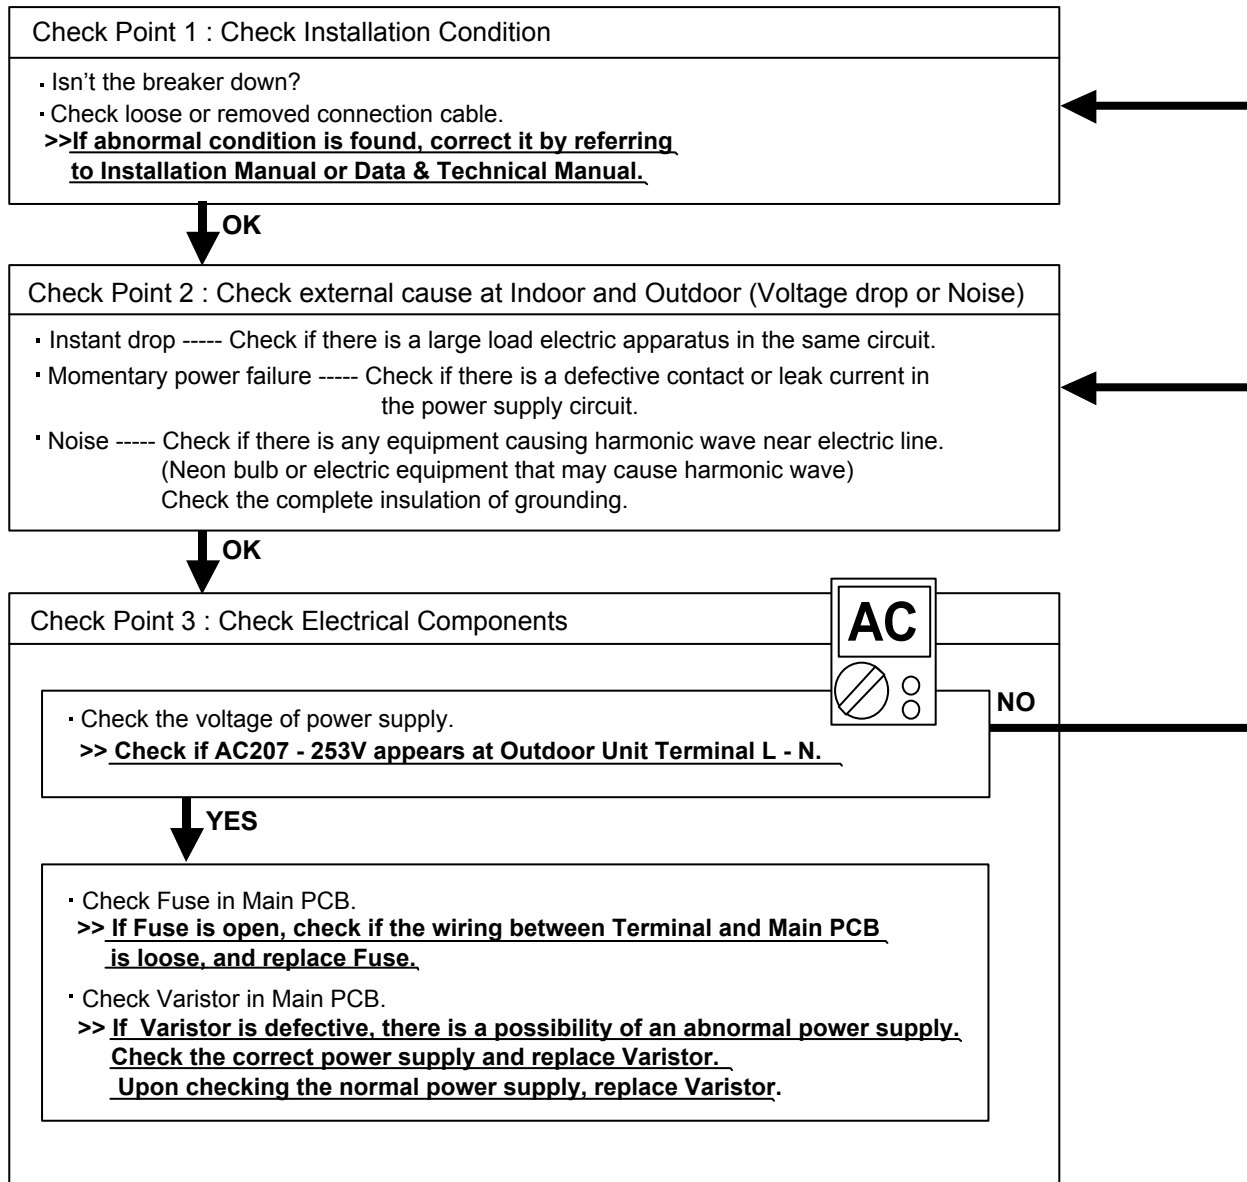 Check Point 1 : Check Installation Condition
· Isn't the breaker down?
· Check loose or removed connection cable.
>>If abnormal condition is found, correct it by referring
to Installation Manual or Data & Technical Manual.
OK
Check Point 2 : Check external cause at Indoor and Outdoor (Voltage drop or Noise)
· Instant drop ----- Check if there is a large load electric apparatus in the same circuit.
· Momentary power failure ----- Check if there is a defective contact or leak current in
the power supply circuit.
· Noise ----- Check if there is any equipment causing harmonic wave near electric line.
(Neon bulb or electric equipment that may cause harmonic wave)
Check the complete insulation of grounding.
OK
Check Point 3 : Check Electrical Components
AC
NO
· Check the voltage of power supply.
>> Check if AC207 - 253V appears at Outdoor Unit Terminal L - N.
YES
· Check Fuse in Main PCB.
>> If Fuse is open, check if the wiring between Terminal and Main PCB
is loose, and replace Fuse.
· Check Varistor in Main PCB.
>> If Varistor is defective, there is a possibility of an abnormal power supply.
Check the correct power supply and replace Varistor.
Upon checking the normal power supply, replace Varistor.